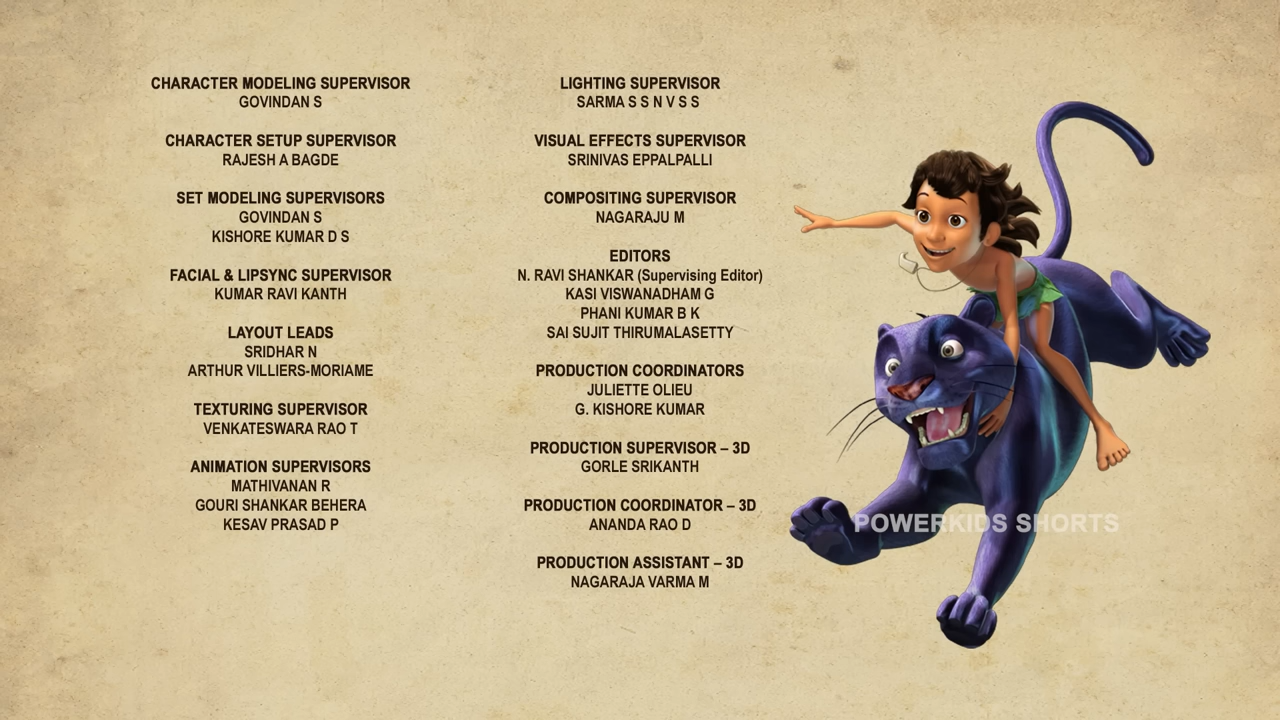 CHARACTER MODELING SUPERVISOR
GOVINDAN S
CHARACTER SETUP SUPERVISOR
RAJESH A BAGDE
SET MODELING SUPERVISORS
GOVINDAN S
KISHORE KUMAR D S
FACIAL & LIPSYNC SUPERVISOR
KUMAR RAVI KANTH
LAYOUT LEADS
SRIDHAR N
ARTHUR VILLIERS-MORIAME
TEXTURING SUPERVISOR
VENKATESWARA RAO T
ANIMATION SUPERVISORS
MATHIVANAN R
GOURI SHANKAR BEHERA
KESAV PRASAD P
LIGHTING SUPERVISOR
SARMA S S N V S S
VISUAL EFFECTS SUPERVISOR
SRINIVAS EPPALPALLI
COMPOSITING SUPERVISOR
NAGARAJU M
EDITORS
N. RAVI SHANKAR (Supervising Editor)
KASI VISWANADHAM G
PHANI KUMAR B K
SAI SUJIT THIRUMALASETTY
PRODUCTION COORDINATORS
JULIETTE OLIEU
G. KISHORE KUMAR
PRODUCTION SUPERVISOR – 3D
GORLE SRIKANTH
PRODUCTION COORDINATOR – 3D
ANANDA RAO D
PRODUCTION ASSISTANT – 3D
NAGARAJA VARMA M
POWERKIDS SHORTS